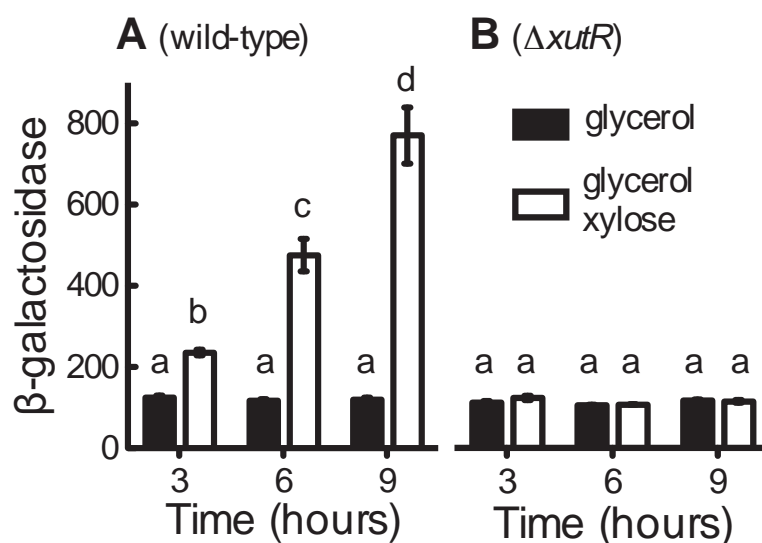 A (wild-type)
B (ΔxutR)
β-galactosidase
800
600
400
200
0
a b a c a d
3 6 9
Time (hours)
glycerol
glycerol
xylose
a a a a a a
3 6 9
Time (hours)